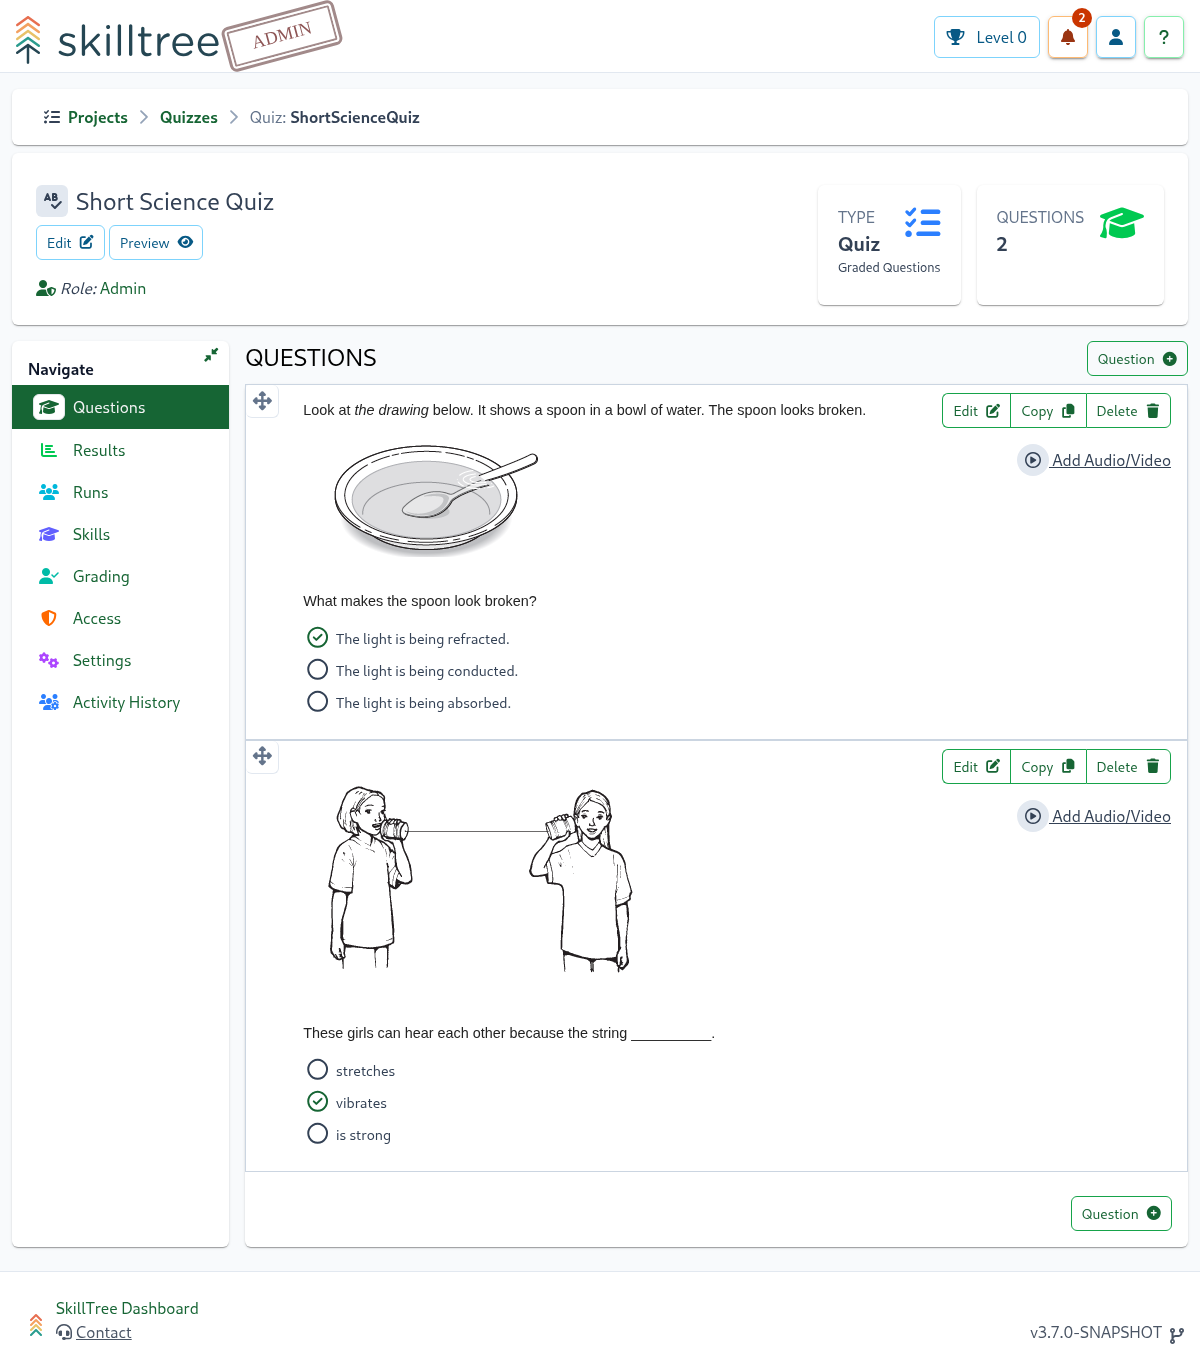 skilltree
ADMIN
Level 0
2
?
Projects
Quizzes
Quiz: ShortScienceQuiz
AB
Short Science Quiz
Edit
Preview
Role: Admin
TYPE
Quiz
Graded Questions
QUESTIONS
2
Navigate
Questions
Results
Runs
Skills
Grading
Access
Settings
Activity History
QUESTIONS
Question
Look at the drawing below. It shows a spoon in a bowl of water. The spoon looks broken.
Edit
Copy
Delete
Add Audio/Video
What makes the spoon look broken?
The light is being refracted.
The light is being conducted.
The light is being absorbed.
Edit
Copy
Delete
Add Audio/Video
These girls can hear each other because the string __________.
stretches
vibrates
is strong
Question
SkillTree Dashboard
Contact
v3.7.0-SNAPSHOT